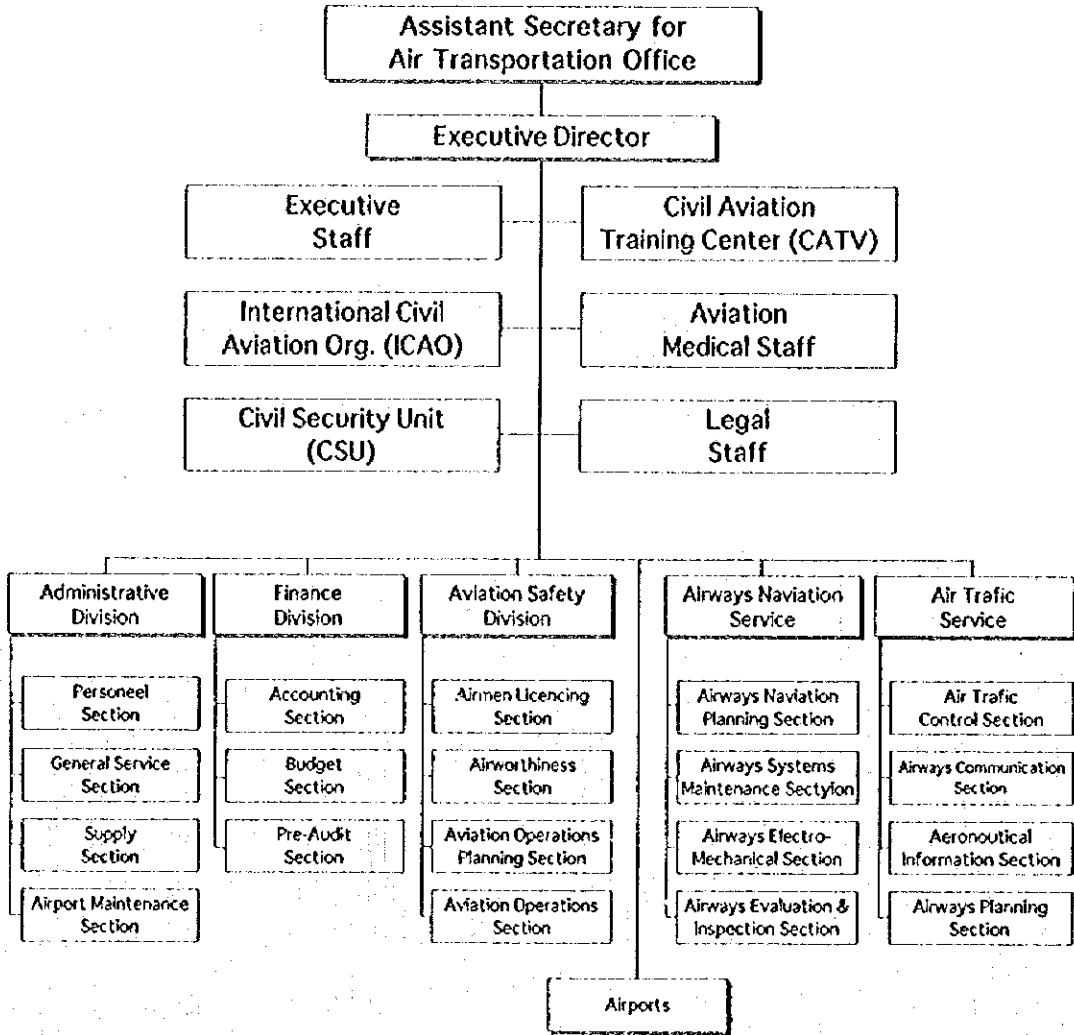 Assistant Secretary for
Air Transportation Office
Executive Director
Executive
Staff
Civil Aviation
Training Center (CATV)
International Civil
Aviation Org. (ICAO)
Aviation
Medical Staff
Civil Security Unit
(CSU)
Legal
Staff
Administrative
Division
Finance
Division
Aviation Safety
Division
Airways Naviation
Service
Air Trafic
Service
Personeel
Section
General Service
Section
Supply
Section
Airport Maintenance
Section
Accounting
Section
Budget
Section
Pre-Audit
Section
Airmen Licencing
Section
Airworthiness
Section
Aviation Operations
Planning Section
Aviation Operations
Section
Airways Naviation
Planning Section
Airways Systems
Maintenance Sectylon
Airways Electro-
Mechanical Section
Airways Evaluation &
Inspection Section
Air Trafic
Control Section
Airways Communication
Section
Aeronoutical
Information Section
Airways Planning
Section
Airports